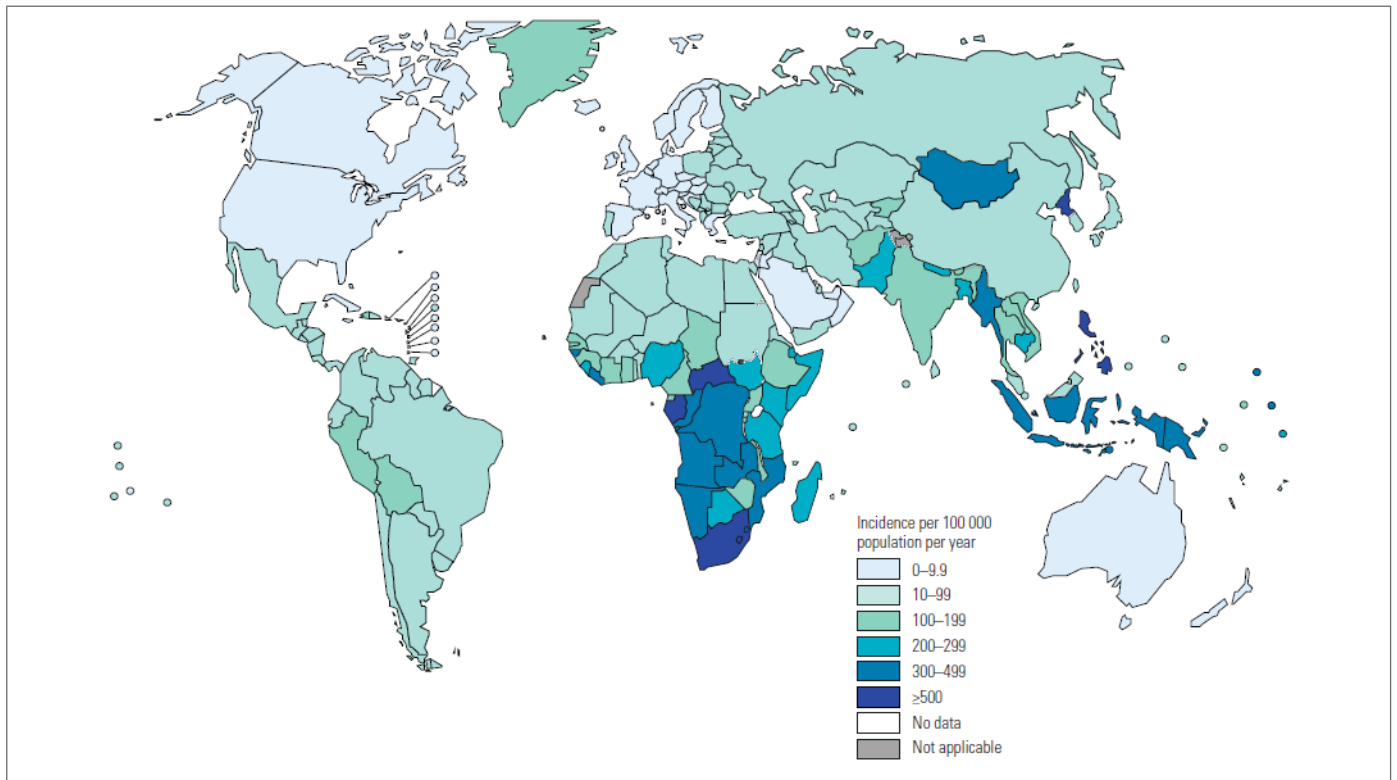 Incidence per 100 000
population per year
0–9.9
10–99
100–199
200–299
300–499
≥500
No data
Not applicable